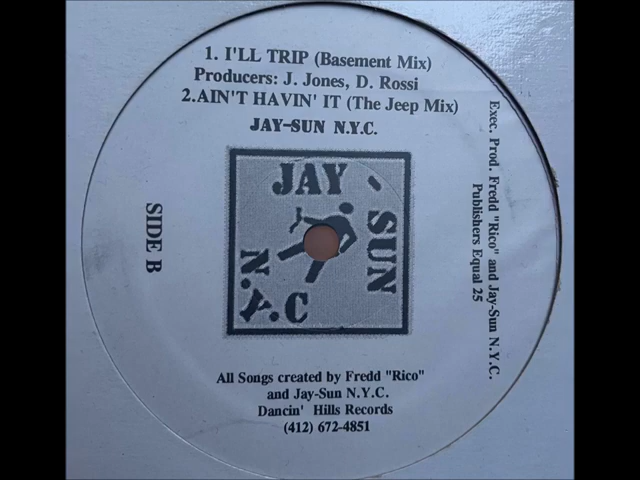 1. I'LL TRIP (Basement Mix)
Producers: J. Jones, D. Rossi
2.AIN'T HAVIN' IT (The Jeep Mix)
JAY-SUN N.Y.C.
JAY-SUN
N.Y.C
SIDE B
Exec. Prod. Fredd "Rico" and Jay-Sun N.Y.C.
Publishers Equal 25
All Songs created by Fredd "Rico"
and Jay-Sun N.Y.C.
Dancin' Hills Records
(412) 672-4851